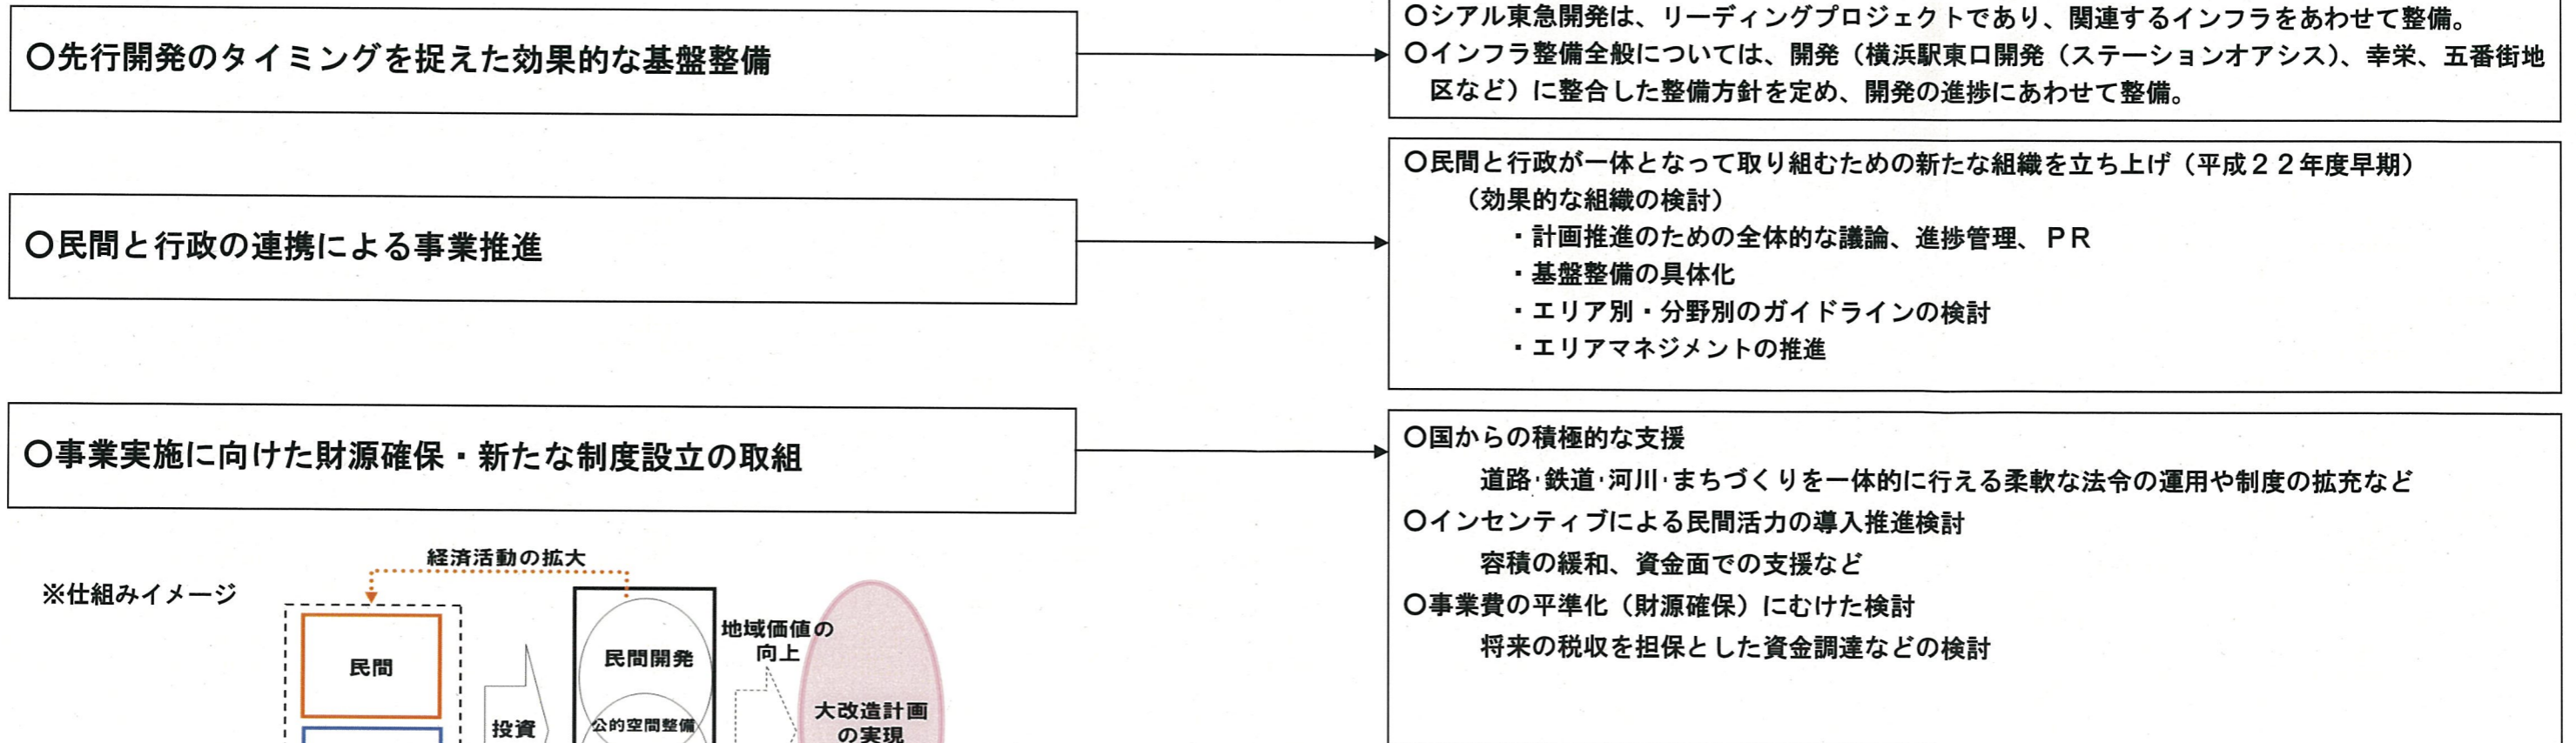 〇先行開発のタイミングを捉えた効果的な基盤整備
〇シアル東急開発は、リーディングプロジェクトであり、関連するインフラをあわせて整備。
〇インフラ整備全般については、開発（横浜駅東口開発（ステーションオアシス）、幸栄、五番街地
区など）に整合した整備方針を定め、開発の進捗にあわせて整備。
〇民間と行政の連携による事業推進
〇民間と行政が一体となって取り組むための新たな組織を立ち上げ（平成２２年度早期）
（効果的な組織の検討）
・計画推進のための全体的な議論、進捗管理、ＰＲ
・基盤整備の具体化
・エリア別・分野別のガイドラインの検討
・エリアマネジメントの推進
〇事業実施に向けた財源確保・新たな制度設立の取組
〇国からの積極的な支援
道路・鉄道・河川・まちづくりを一体的に行える柔軟な法令の運用や制度の拡充など
〇インセンティブによる民間活力の導入推進検討
容積の緩和、資金面での支援など
〇事業費の平準化（財源確保）にむけた検討
将来の税収を担保とした資金調達などの検討
※仕組みイメージ
経済活動の拡大
民間
投資
民間開発
公的空間整備
地域価値の
向上
大改造計画
の実現